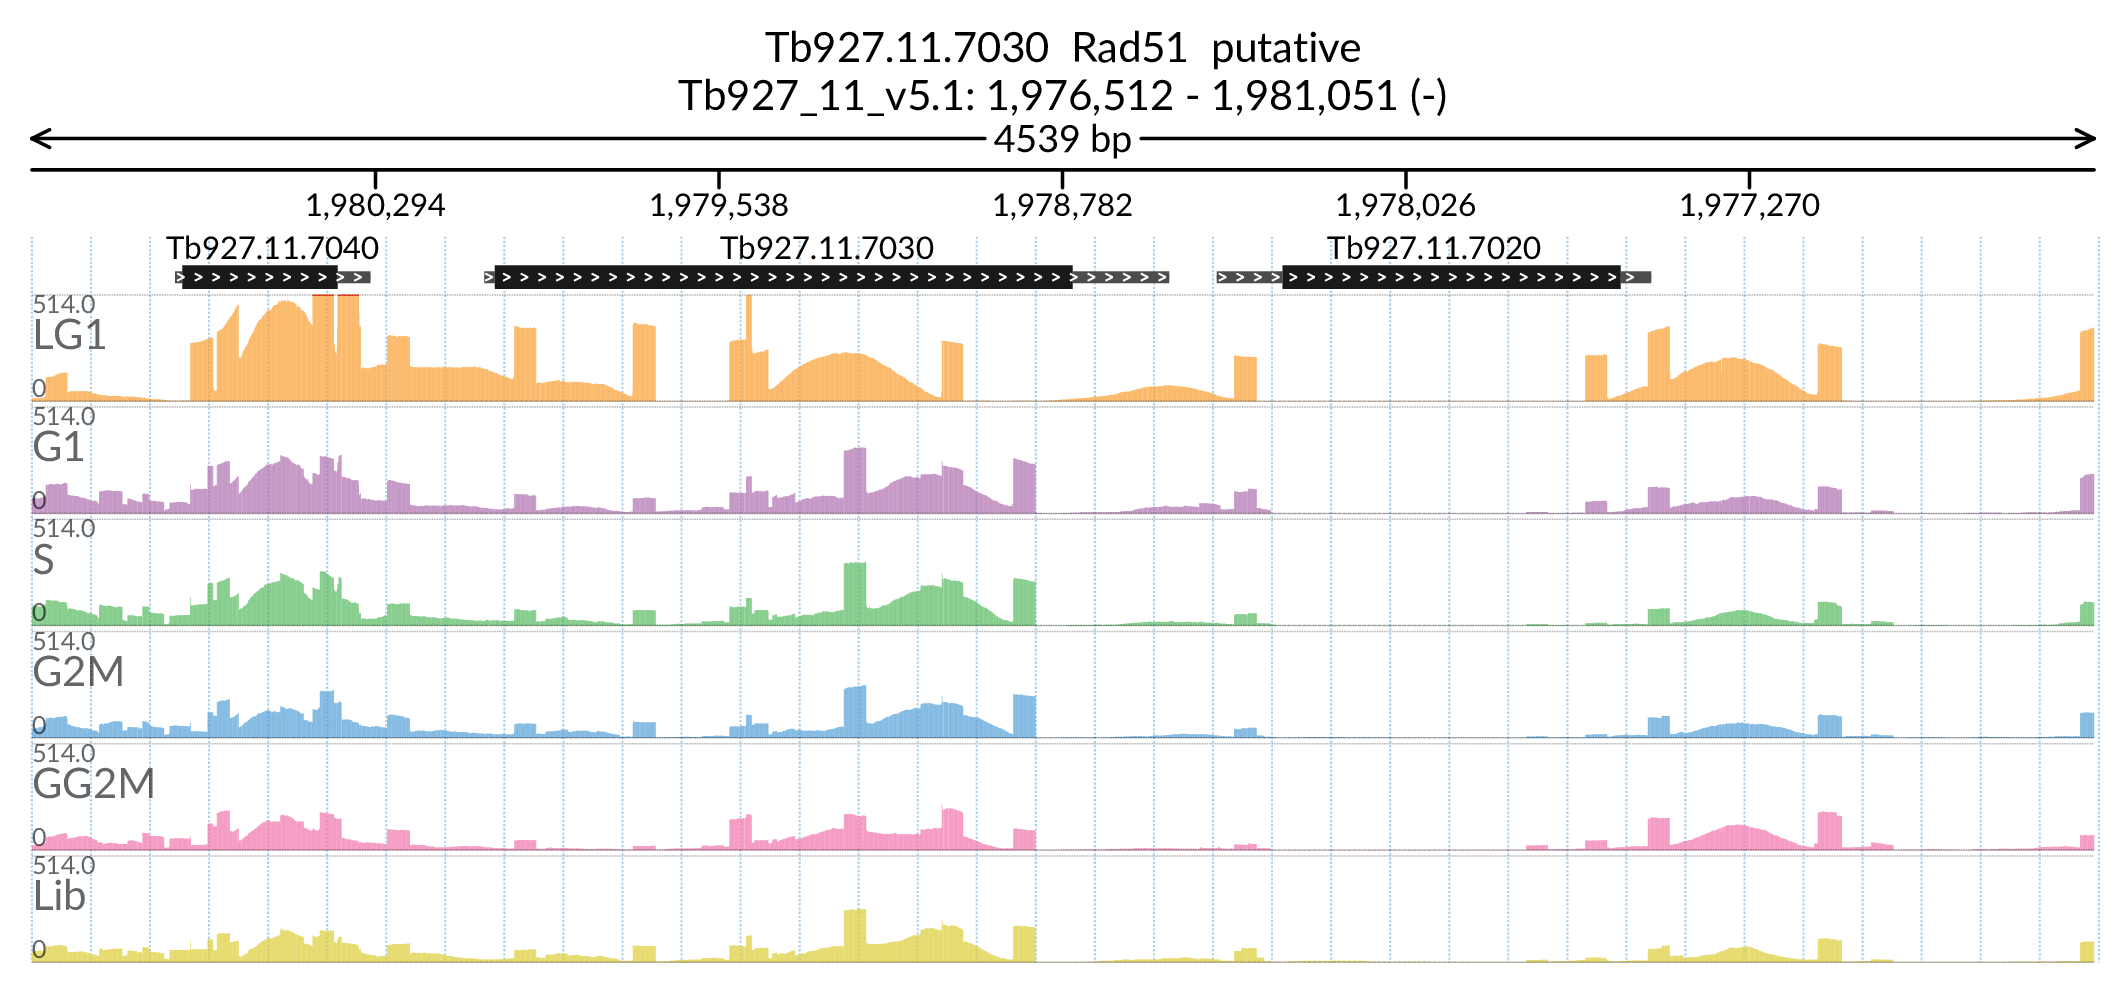 Tb927.11.7030 Rad51 putative
Tb927_11_v5.1: 1,976,512 - 1,981,051 (-)
4539 bp
1,980,294 1,979,538 1,978,782 1,978,026 1,977,270
Tb927.11.7040 Tb927.11.7030 Tb927.11.7020
514.0
LG1
0
514.0
G1
0
514.0
S
0
514.0
G2M
0
514.0
GG2M
0
514.0
Lib
0